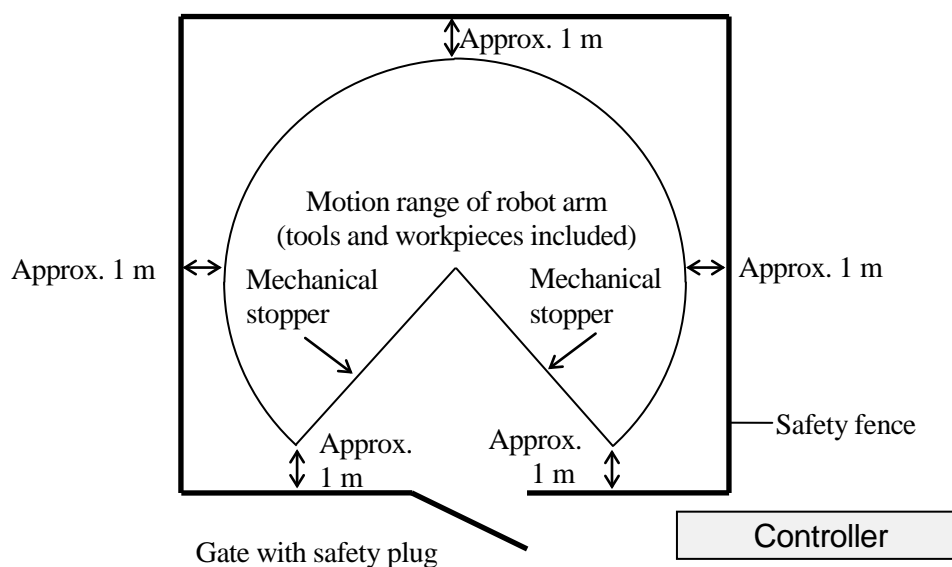 Approx. 1 m
Motion range of robot arm
(tools and workpieces included)
Approx. 1 m
Mechanical
stopper
Mechanical
stopper
Approx. 1 m
Safety fence
Approx.
1 m
Approx.
1 m
Gate with safety plug
Controller